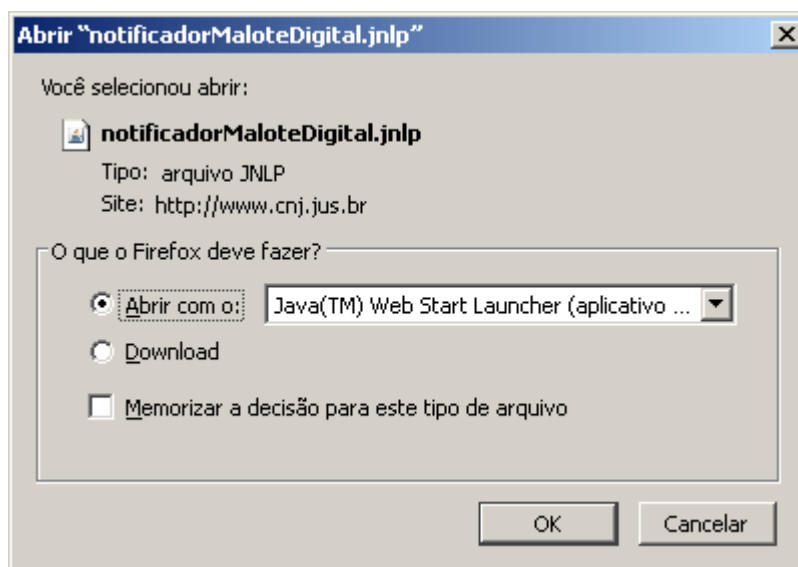 Abrir “notificadorMaloteDigital.jnlp”
Você selecionou abrir:
notificadorMaloteDigital.jnlp
Tipo: arquivo JNLP
Site: http://www.cnj.jus.br
O que o Firefox deve fazer?
Abrir com o: Java(TM) Web Start Launcher (aplicativo ...
Download
Memorizar a decisão para este tipo de arquivo
OK Cancelar